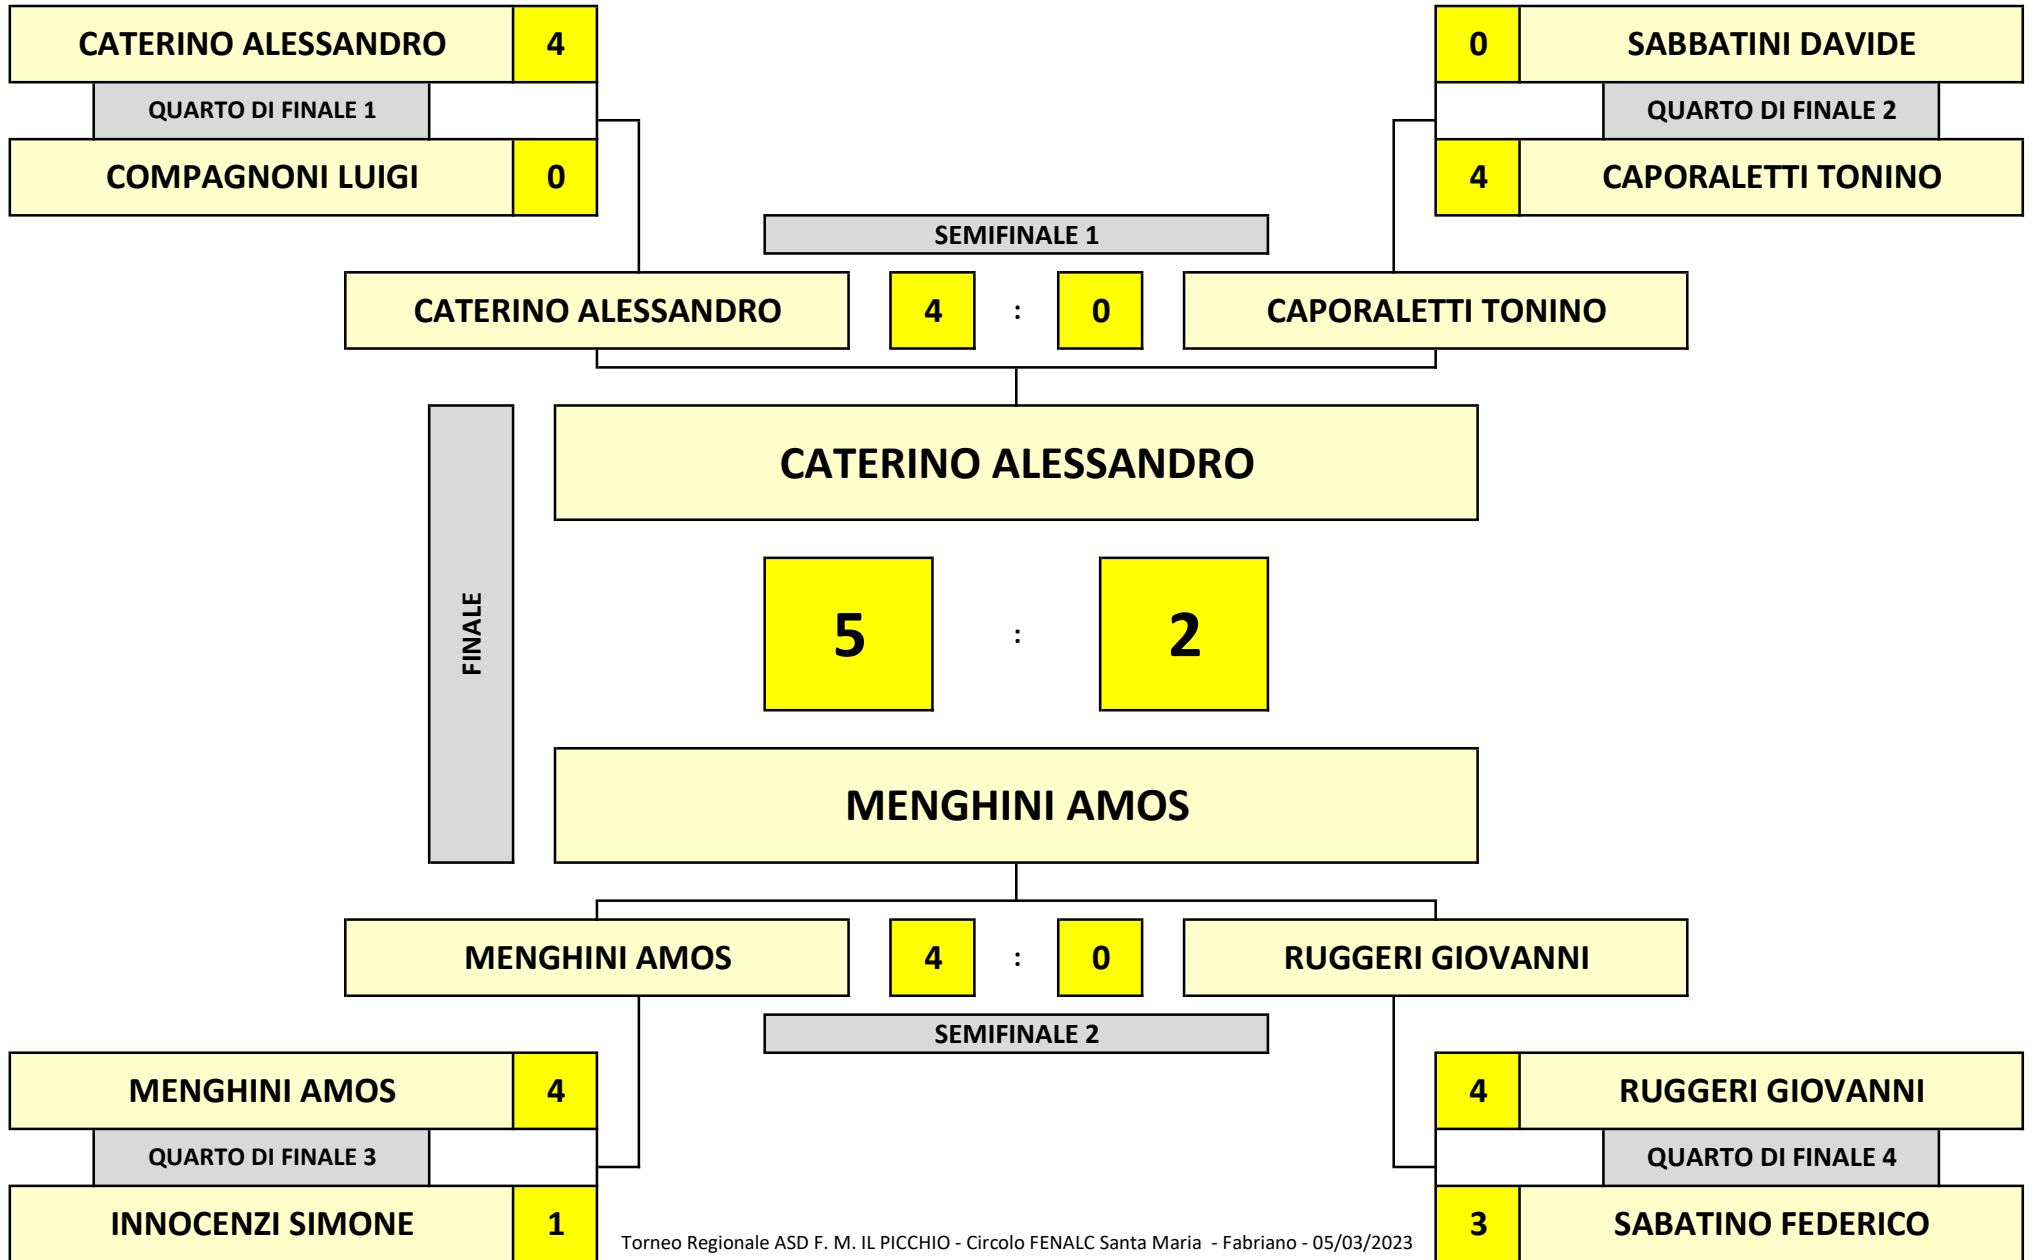 CATERINO ALESSANDRO 4 0 SABBATINI DAVIDE
QUARTO DI FINALE 1 QUARTO DI FINALE 2
COMPAGNONI LUIGI 0 4 CAPORALETTI TONINO
SEMIFINALE 1
CATERINO ALESSANDRO 4 : 0 CAPORALETTI TONINO
CATERINO ALESSANDRO
FINALE
5 : 2
MENGHINI AMOS
MENGHINI AMOS 4 : 0 RUGGERI GIOVANNI
SEMIFINALE 2
MENGHINI AMOS 4 4 RUGGERI GIOVANNI
QUARTO DI FINALE 3 QUARTO DI FINALE 4
INNOCENZI SIMONE 1 3 SABATINO FEDERICO
Torneo Regionale ASD F. M. IL PICCHIO - Circolo FENALC Santa Maria - Fabriano - 05/03/2023